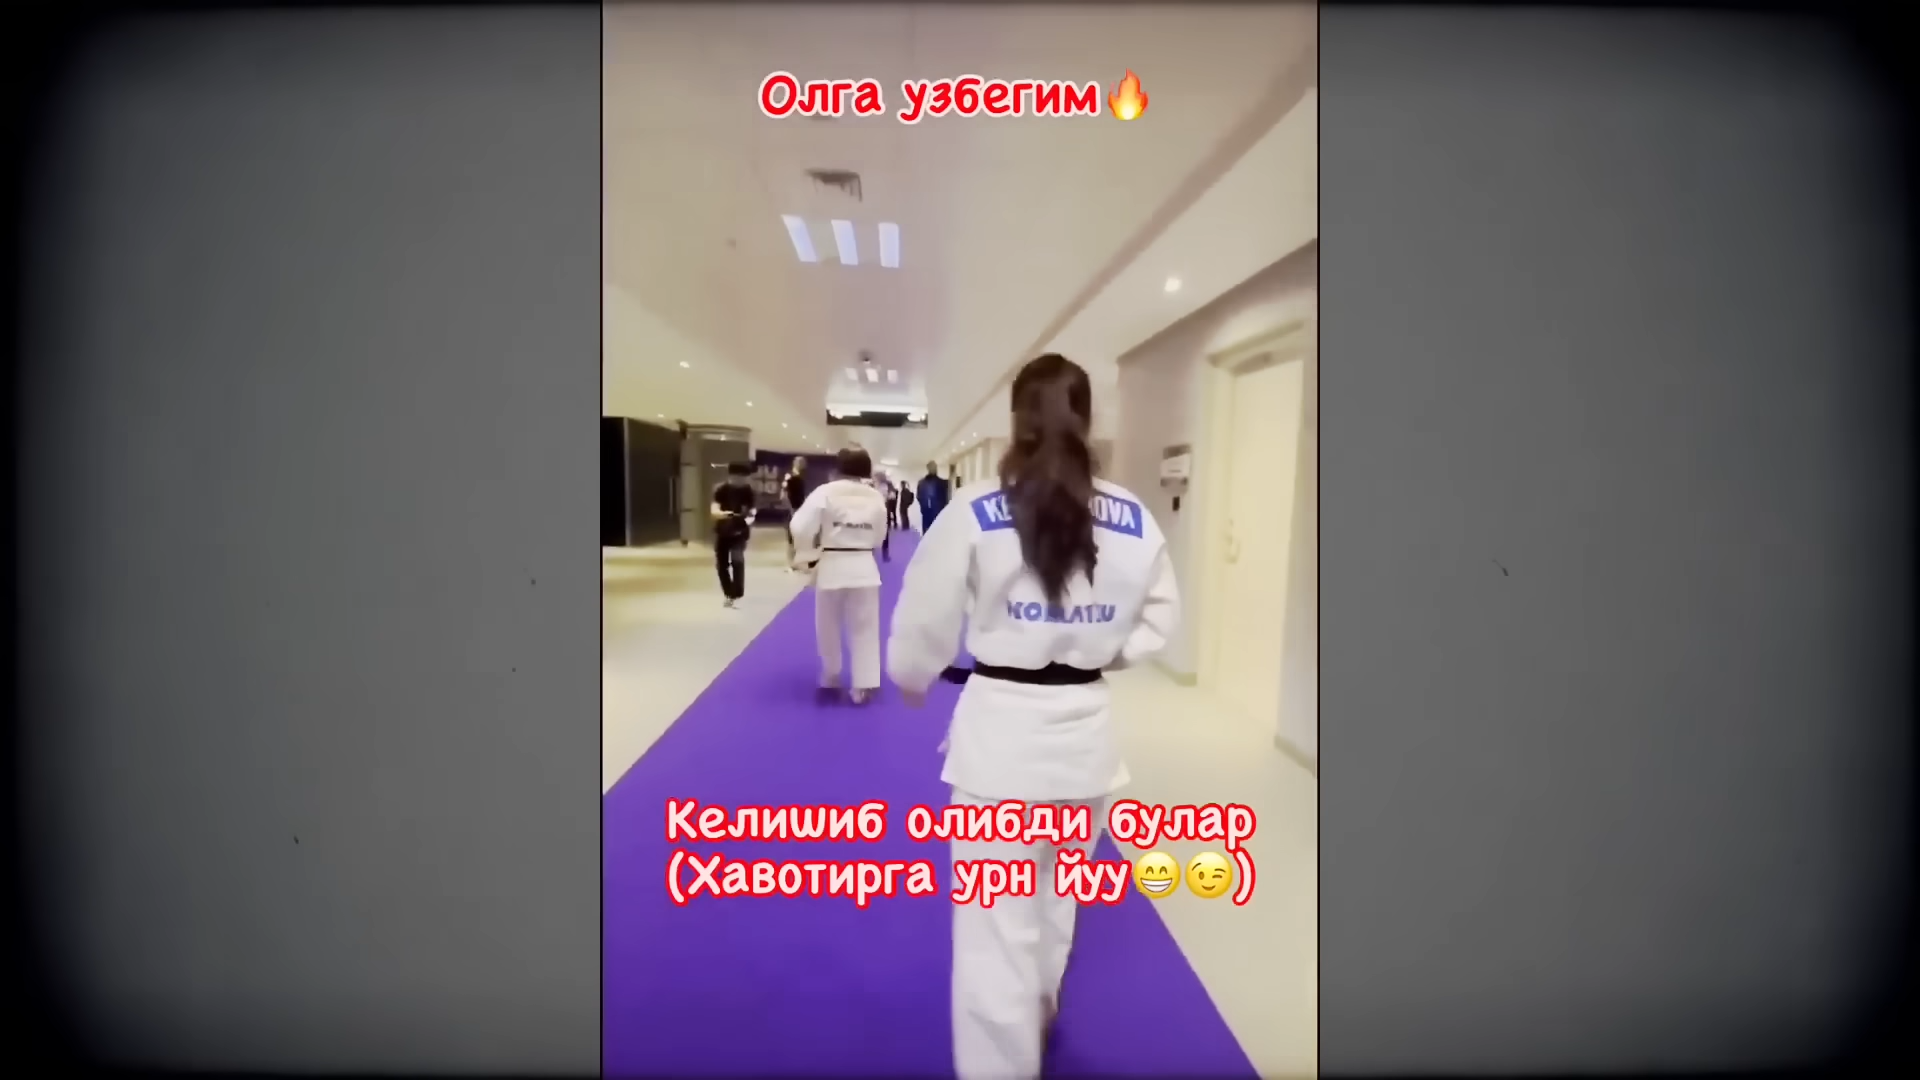 Олга узбегим🔥
Келишиб олибди булар
(Хавотирга урн йуу😁😉)